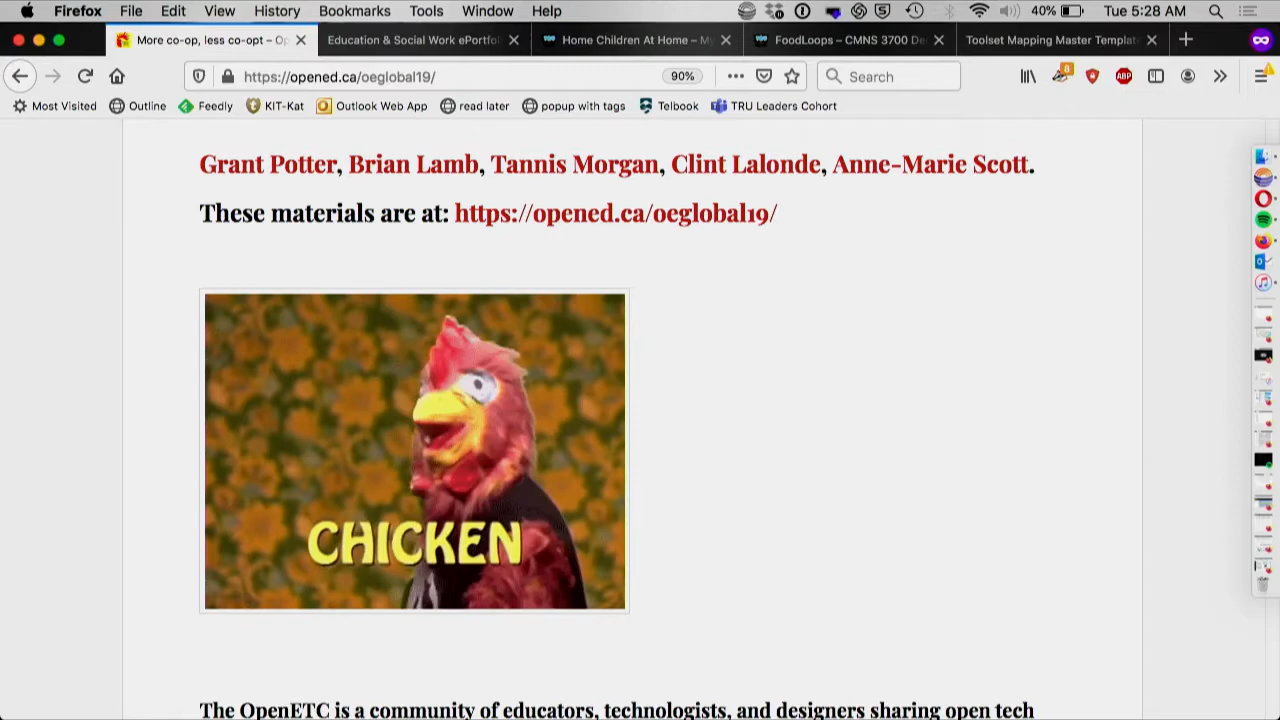 Firefox File Edit View History Bookmarks Tools Window Help 40% Tue 5:28 AM
More co-op, less co-opt – Op Education & Social Work ePortfol Home Children At Home – My FoodLoops – CMNS 3700 De Toolset Mapping Master Templat
https://opened.ca/oeglobal19/ 90% Search 8 ABP
Most Visited Outline Feedly KIT-Kat Outlook Web App read later popup with tags Telbook TRU Leaders Cohort
Grant Potter, Brian Lamb, Tannis Morgan, Clint Lalonde, Anne-Marie Scott.
These materials are at: https://opened.ca/oeglobal19/
CHICKEN
The OpenETC is a community of educators, technologists, and designers sharing open tech